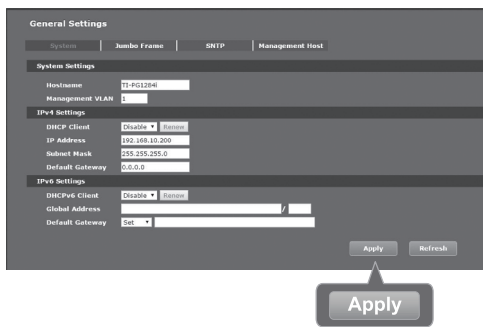 General Settings
System Jumbo Frame SNTP Management Host
System Settings
Hostname TI-PG1284i
Management VLAN 1
IPv4 Settings
DHCP Client Disable Renew
IP Address 192.168.10.200
Subnet Mask 255.255.255.0
Default Gateway 0.0.0.0
IPv6 Settings
DHCPv6 Client Disable Renew
Global Address /
Default Gateway Set
Apply Refresh
Apply